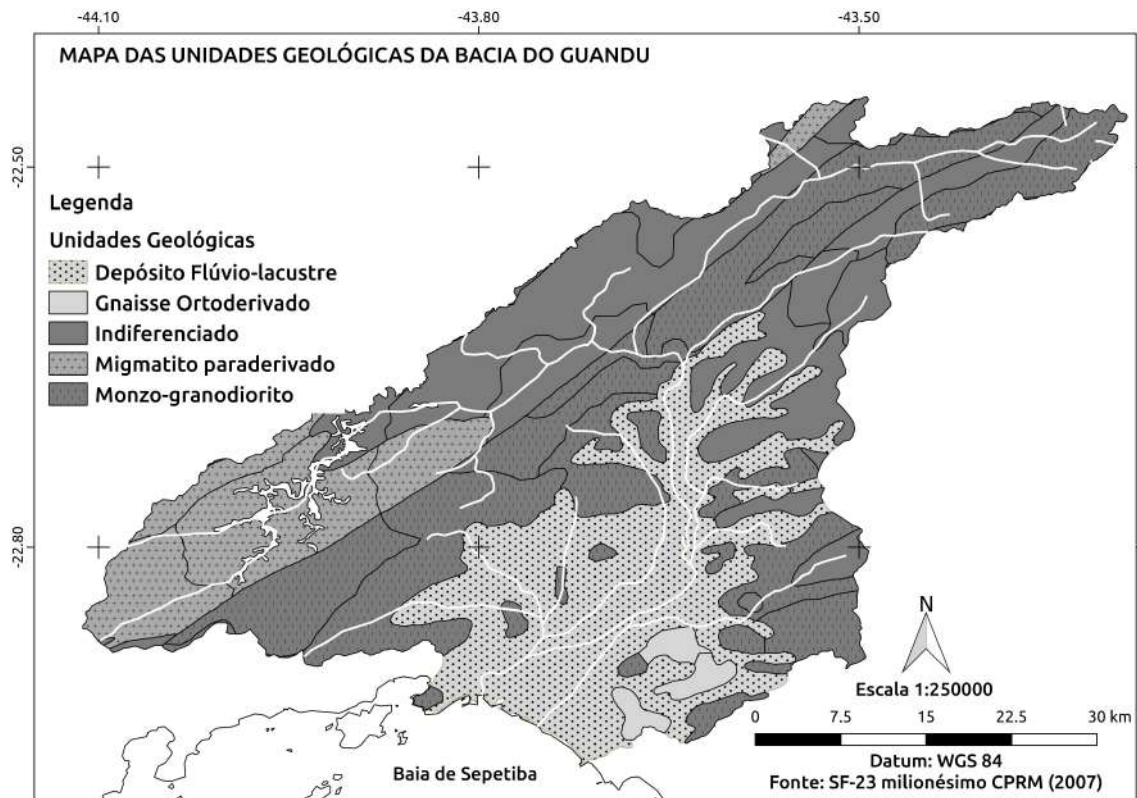 -44.10
-43.80
-43.50
MAPA DAS UNIDADES GEOLÓGICAS DA BACIA DO GUANDU
-22.50
Legenda
Unidades Geológicas
Depósito Flúvio-lacustre
Gnaisse Ortoderivado
Indiferenciado
Migmatito paraderivado
Monzo-granodiorito
-22.80
N
Escala 1:250000
0 7.5 15 22.5 30 km
Datum: WGS 84
Baia de Sepetiba
Fonte: SF-23 milionésimo CPRM (2007)